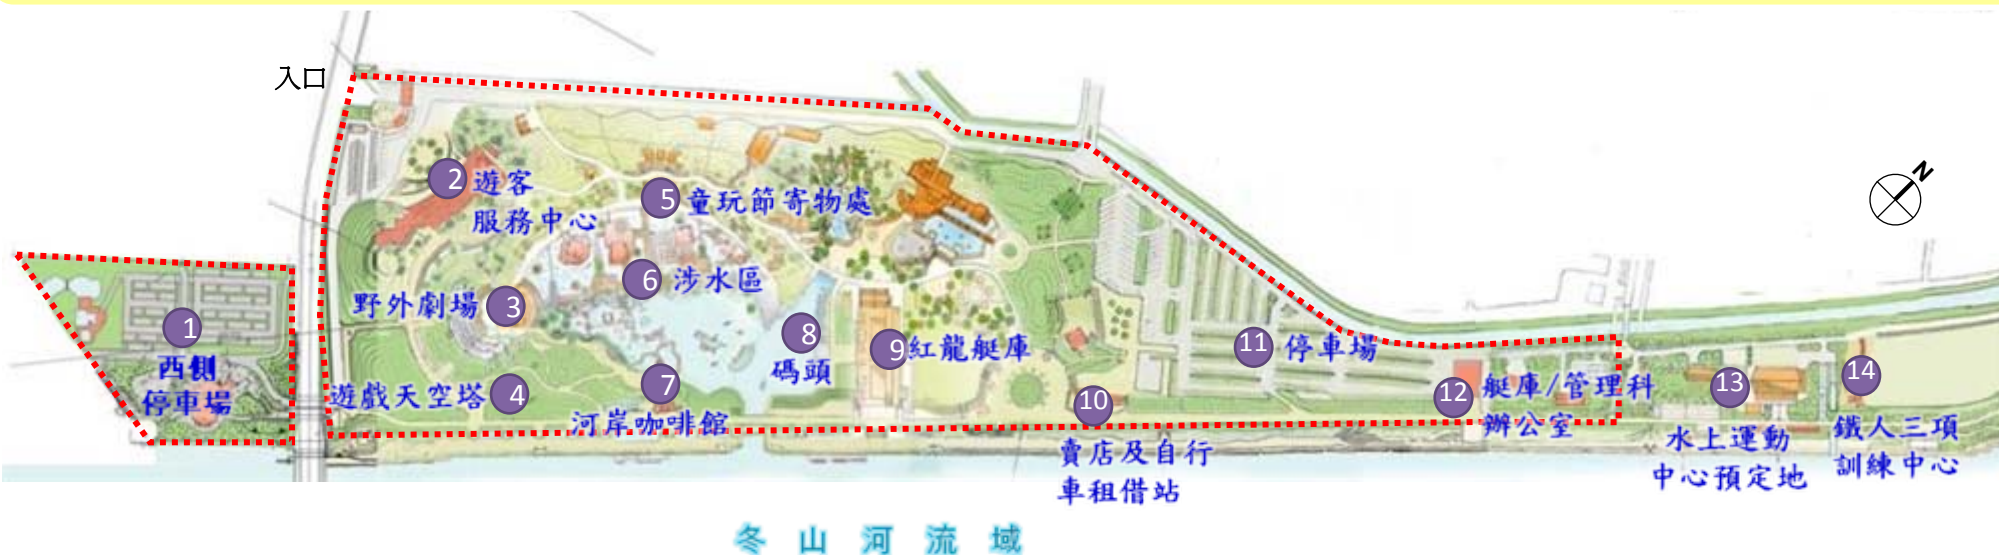 入口
N
1
西側
停車場
2 遊客
服務中心
野外劇場 3
遊戲天空塔 4
5 童玩節寄物處
6 涉水區
7
河岸咖啡館
8
碼頭
9 紅龍艇庫
10
賣店及自行
車租借站
11 停車場
12 艇庫/管理科
辦公室
13
水上運動
中心預定地
14
鐵人三項
訓練中心
冬山河流域